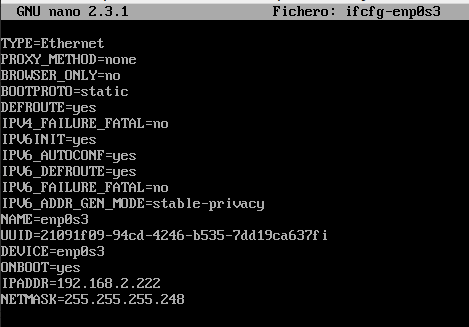 GNU nano 2.3.1 Fichero: ifcfg-enp0s3
TYPE=Ethernet
PROXY_METHOD=none
BROWSER_ONLY=no
BOOTPROTO=static
DEFROUTE=yes
IPV4_FAILURE_FATAL=no
IPV6INIT=yes
IPV6_AUTOCONF=yes
IPV6_DEFROUTE=yes
IPV6_FAILURE_FATAL=no
IPV6_ADDR_GEN_MODE=stable-privacy
NAME=enp0s3
UUID=21091f09-94cd-4246-b535-7dd19ca637fi
DEVICE=enp0s3
ONBOOT=yes
IPADDR=192.168.2.222
NETMASK=255.255.255.248